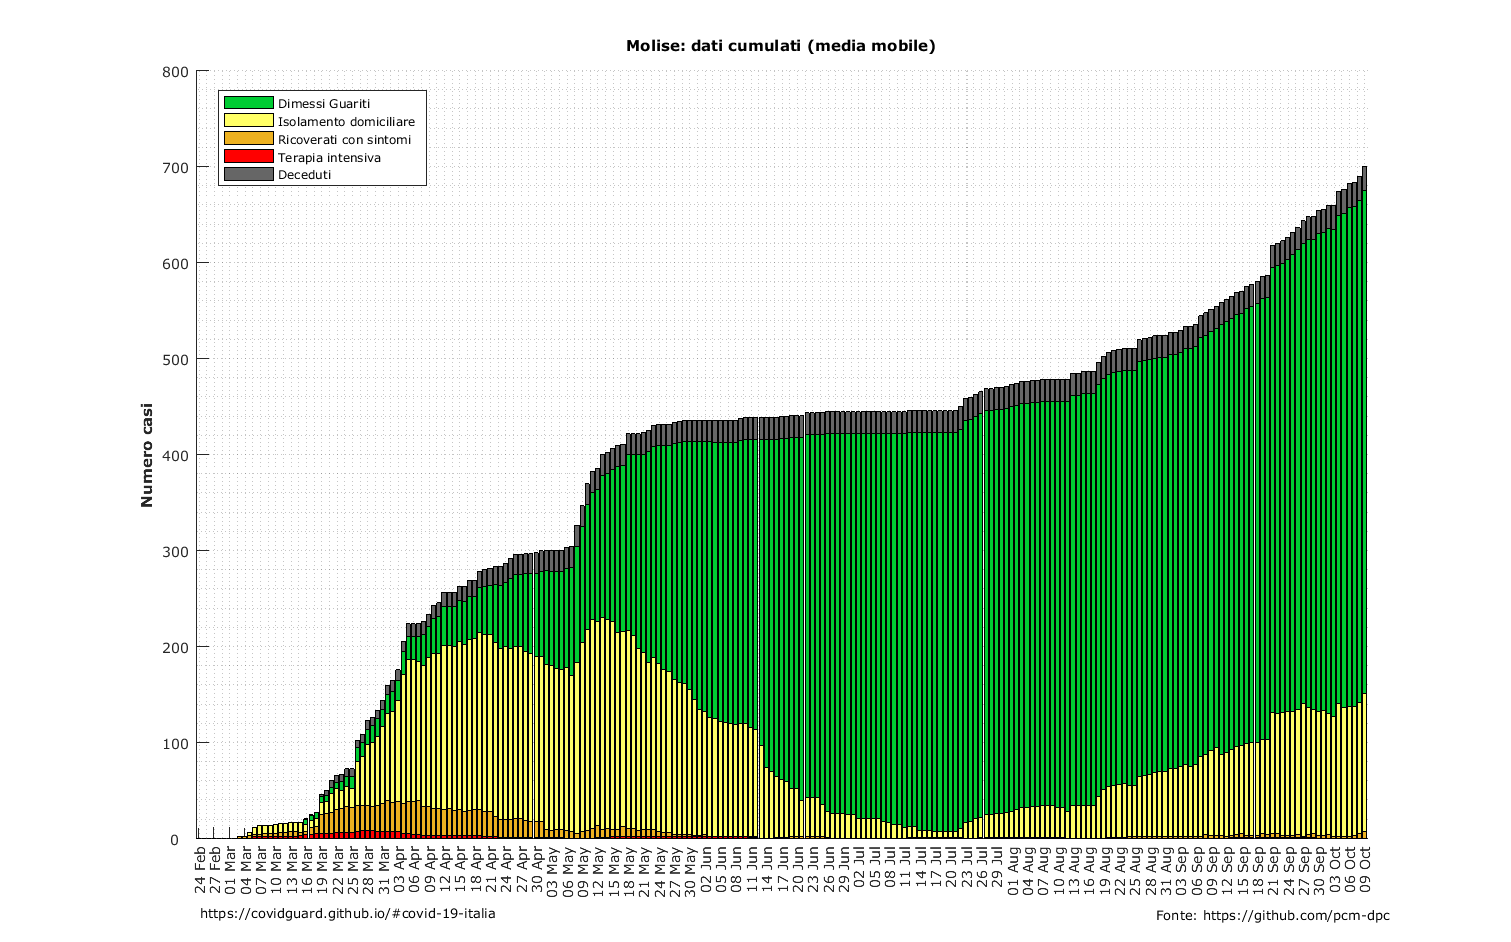 Molise: dati cumulati (media mobile)
Numero casi
800
700
600
500
400
300
200
100
0
Dimessi Guariti
Isolamento domiciliare
Ricoverati con sintomi
Terapia intensiva
Deceduti
24 Feb
27 Feb
01 Mar
04 Mar
07 Mar
10 Mar
13 Mar
16 Mar
19 Mar
22 Mar
25 Mar
28 Mar
31 Mar
03 Apr
06 Apr
09 Apr
12 Apr
15 Apr
18 Apr
21 Apr
24 Apr
27 Apr
30 Apr
03 May
06 May
09 May
12 May
15 May
18 May
21 May
24 May
27 May
30 May
02 Jun
05 Jun
08 Jun
11 Jun
14 Jun
17 Jun
20 Jun
23 Jun
26 Jun
29 Jun
02 Jul
05 Jul
08 Jul
11 Jul
14 Jul
17 Jul
20 Jul
23 Jul
26 Jul
29 Jul
01 Aug
04 Aug
07 Aug
10 Aug
13 Aug
16 Aug
19 Aug
22 Aug
25 Aug
28 Aug
31 Aug
03 Sep
06 Sep
09 Sep
12 Sep
15 Sep
18 Sep
21 Sep
24 Sep
27 Sep
30 Sep
03 Oct
06 Oct
09 Oct
https://covidguard.github.io/#covid-19-italia
Fonte: https://github.com/pcm-dpc